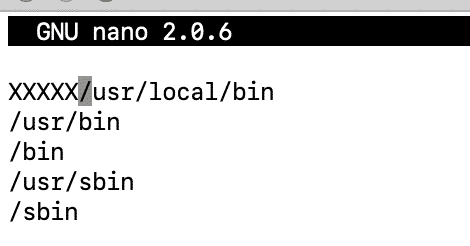 GNU nano 2.0.6
XXXXX/usr/local/bin
/usr/bin
/bin
/usr/sbin
/sbin